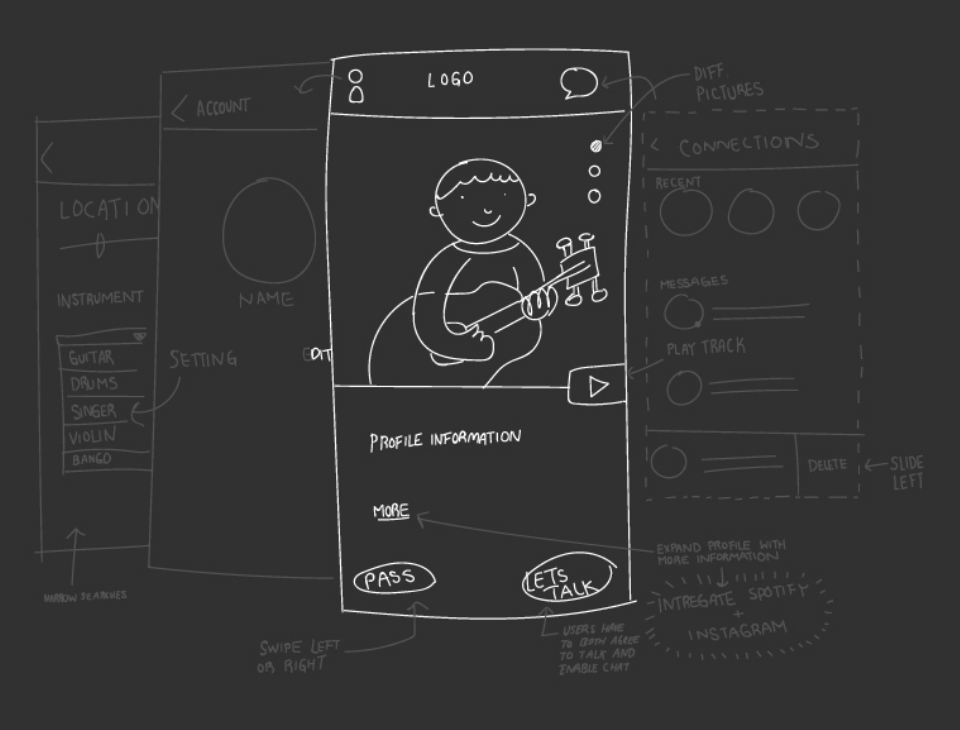 LOGO
DIFF.
PICTURES
< ACCOUNT
< CONNECTIONS
RECENT
LOCATION
NAME
INSTRUMENT
MESSAGES
PLAY TRACK
SETTING
EDIT
GUITAR
DRUMS
SINGER
VIOLIN
BANGO
PROFILE INFORMATION
DELETE
SLIDE
LEFT
MORE
EXPAND PROFILE WITH
MORE INFORMATION
PASS
LETS
TALK
NARROW SEARCHES
INTREGATE SPOTIFY
+
INSTAGRAM
SWIPE LEFT
OR RIGHT
USERS HAVE
TO BOTH AGREE
TO TALK AND
ENABLE CHAT